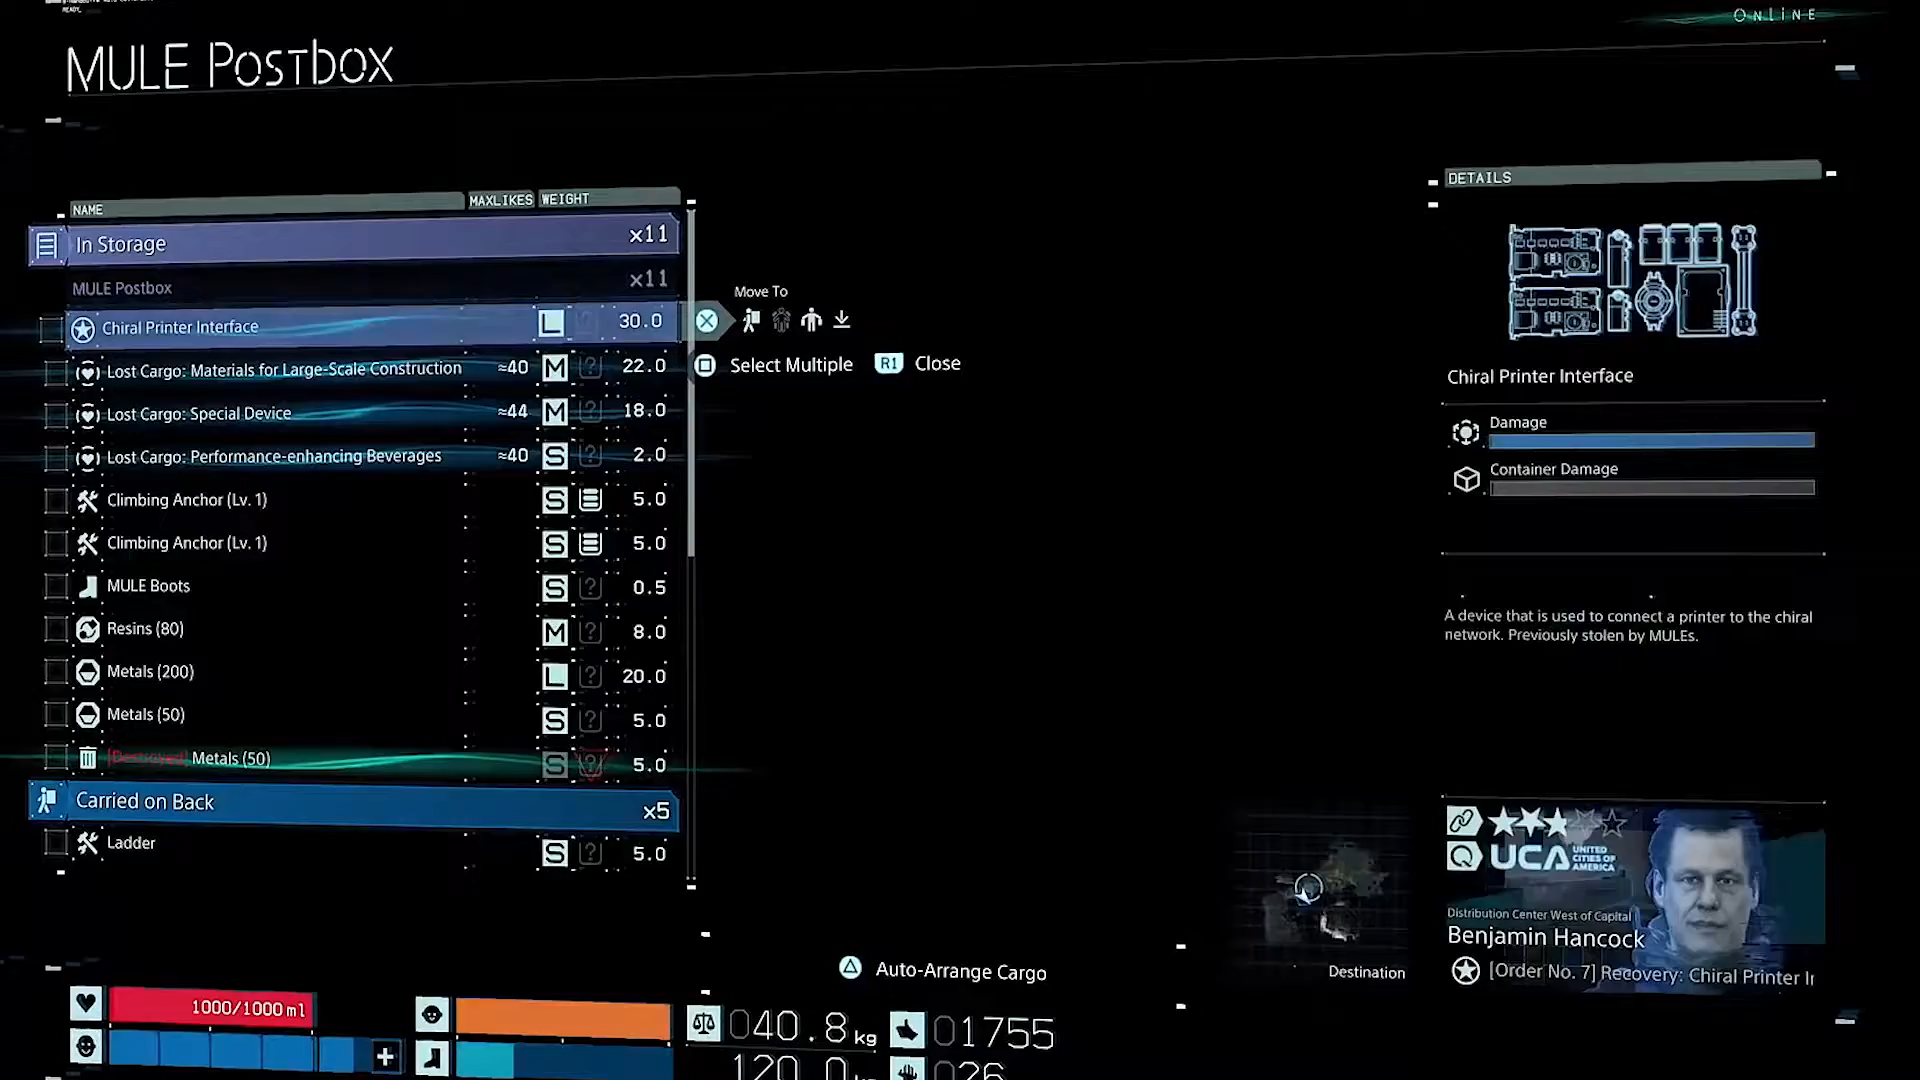 READY.
ONLINE
MULE Postbox
NAME MAXLIKES WEIGHT
In Storage x11
MULE Postbox x11
Chiral Printer Interface L 30.0
Lost Cargo: Materials for Large-Scale Construction ≈40 M ? 22.0
Lost Cargo: Special Device ≈44 M ? 18.0
Lost Cargo: Performance-enhancing Beverages ≈40 S ? 2.0
Climbing Anchor (Lv. 1) S 5.0
Climbing Anchor (Lv. 1) S 5.0
MULE Boots S ? 0.5
Resins (80) M ? 8.0
Metals (200) L ? 20.0
Metals (50) S ? 5.0
[Destroyed] Metals (50) S ? 5.0
Carried on Back x5
Ladder S ? 5.0
Move To
Select Multiple R1 Close
DETAILS
Chiral Printer Interface
Damage
Container Damage
A device that is used to connect a printer to the chiral
network. Previously stolen by MULEs.
UCA UNITED
CITIES OF
AMERICA
Distribution Center West of Capital
Benjamin Hancock
[Order No. 7] Recovery: Chiral Printer Ir
Destination
Auto-Arrange Cargo
1000/1000 ml
040.8 kg
01755
120.0 kg
026